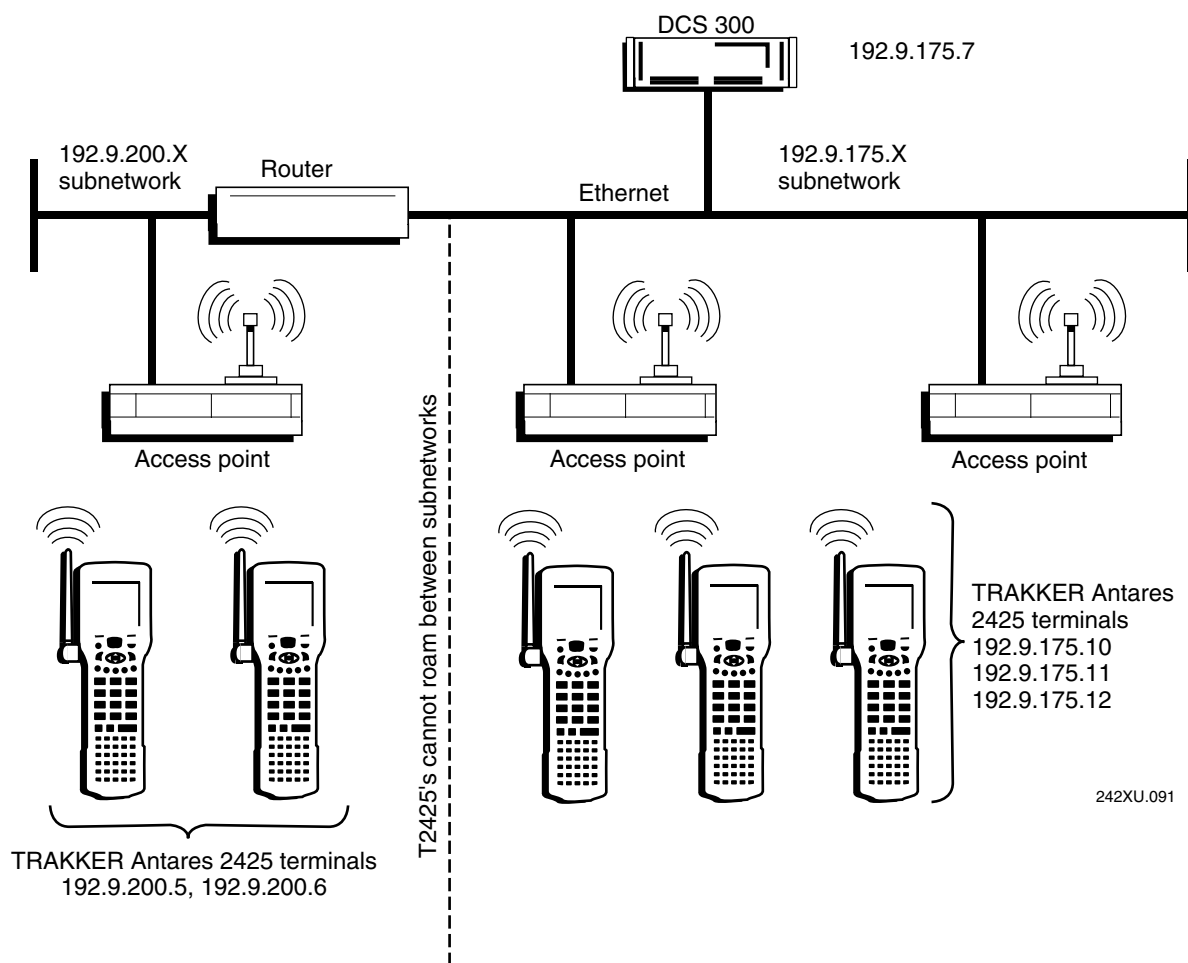 DCS 300
192.9.175.7
192.9.200.X
subnetwork
Router
Ethernet
192.9.175.X
subnetwork
Access point
Access point
Access point
T2425's cannot roam between subnetworks
TRAKKER Antares
2425 terminals
192.9.175.10
192.9.175.11
192.9.175.12
242XU.091
TRAKKER Antares 2425 terminals
192.9.200.5, 192.9.200.6